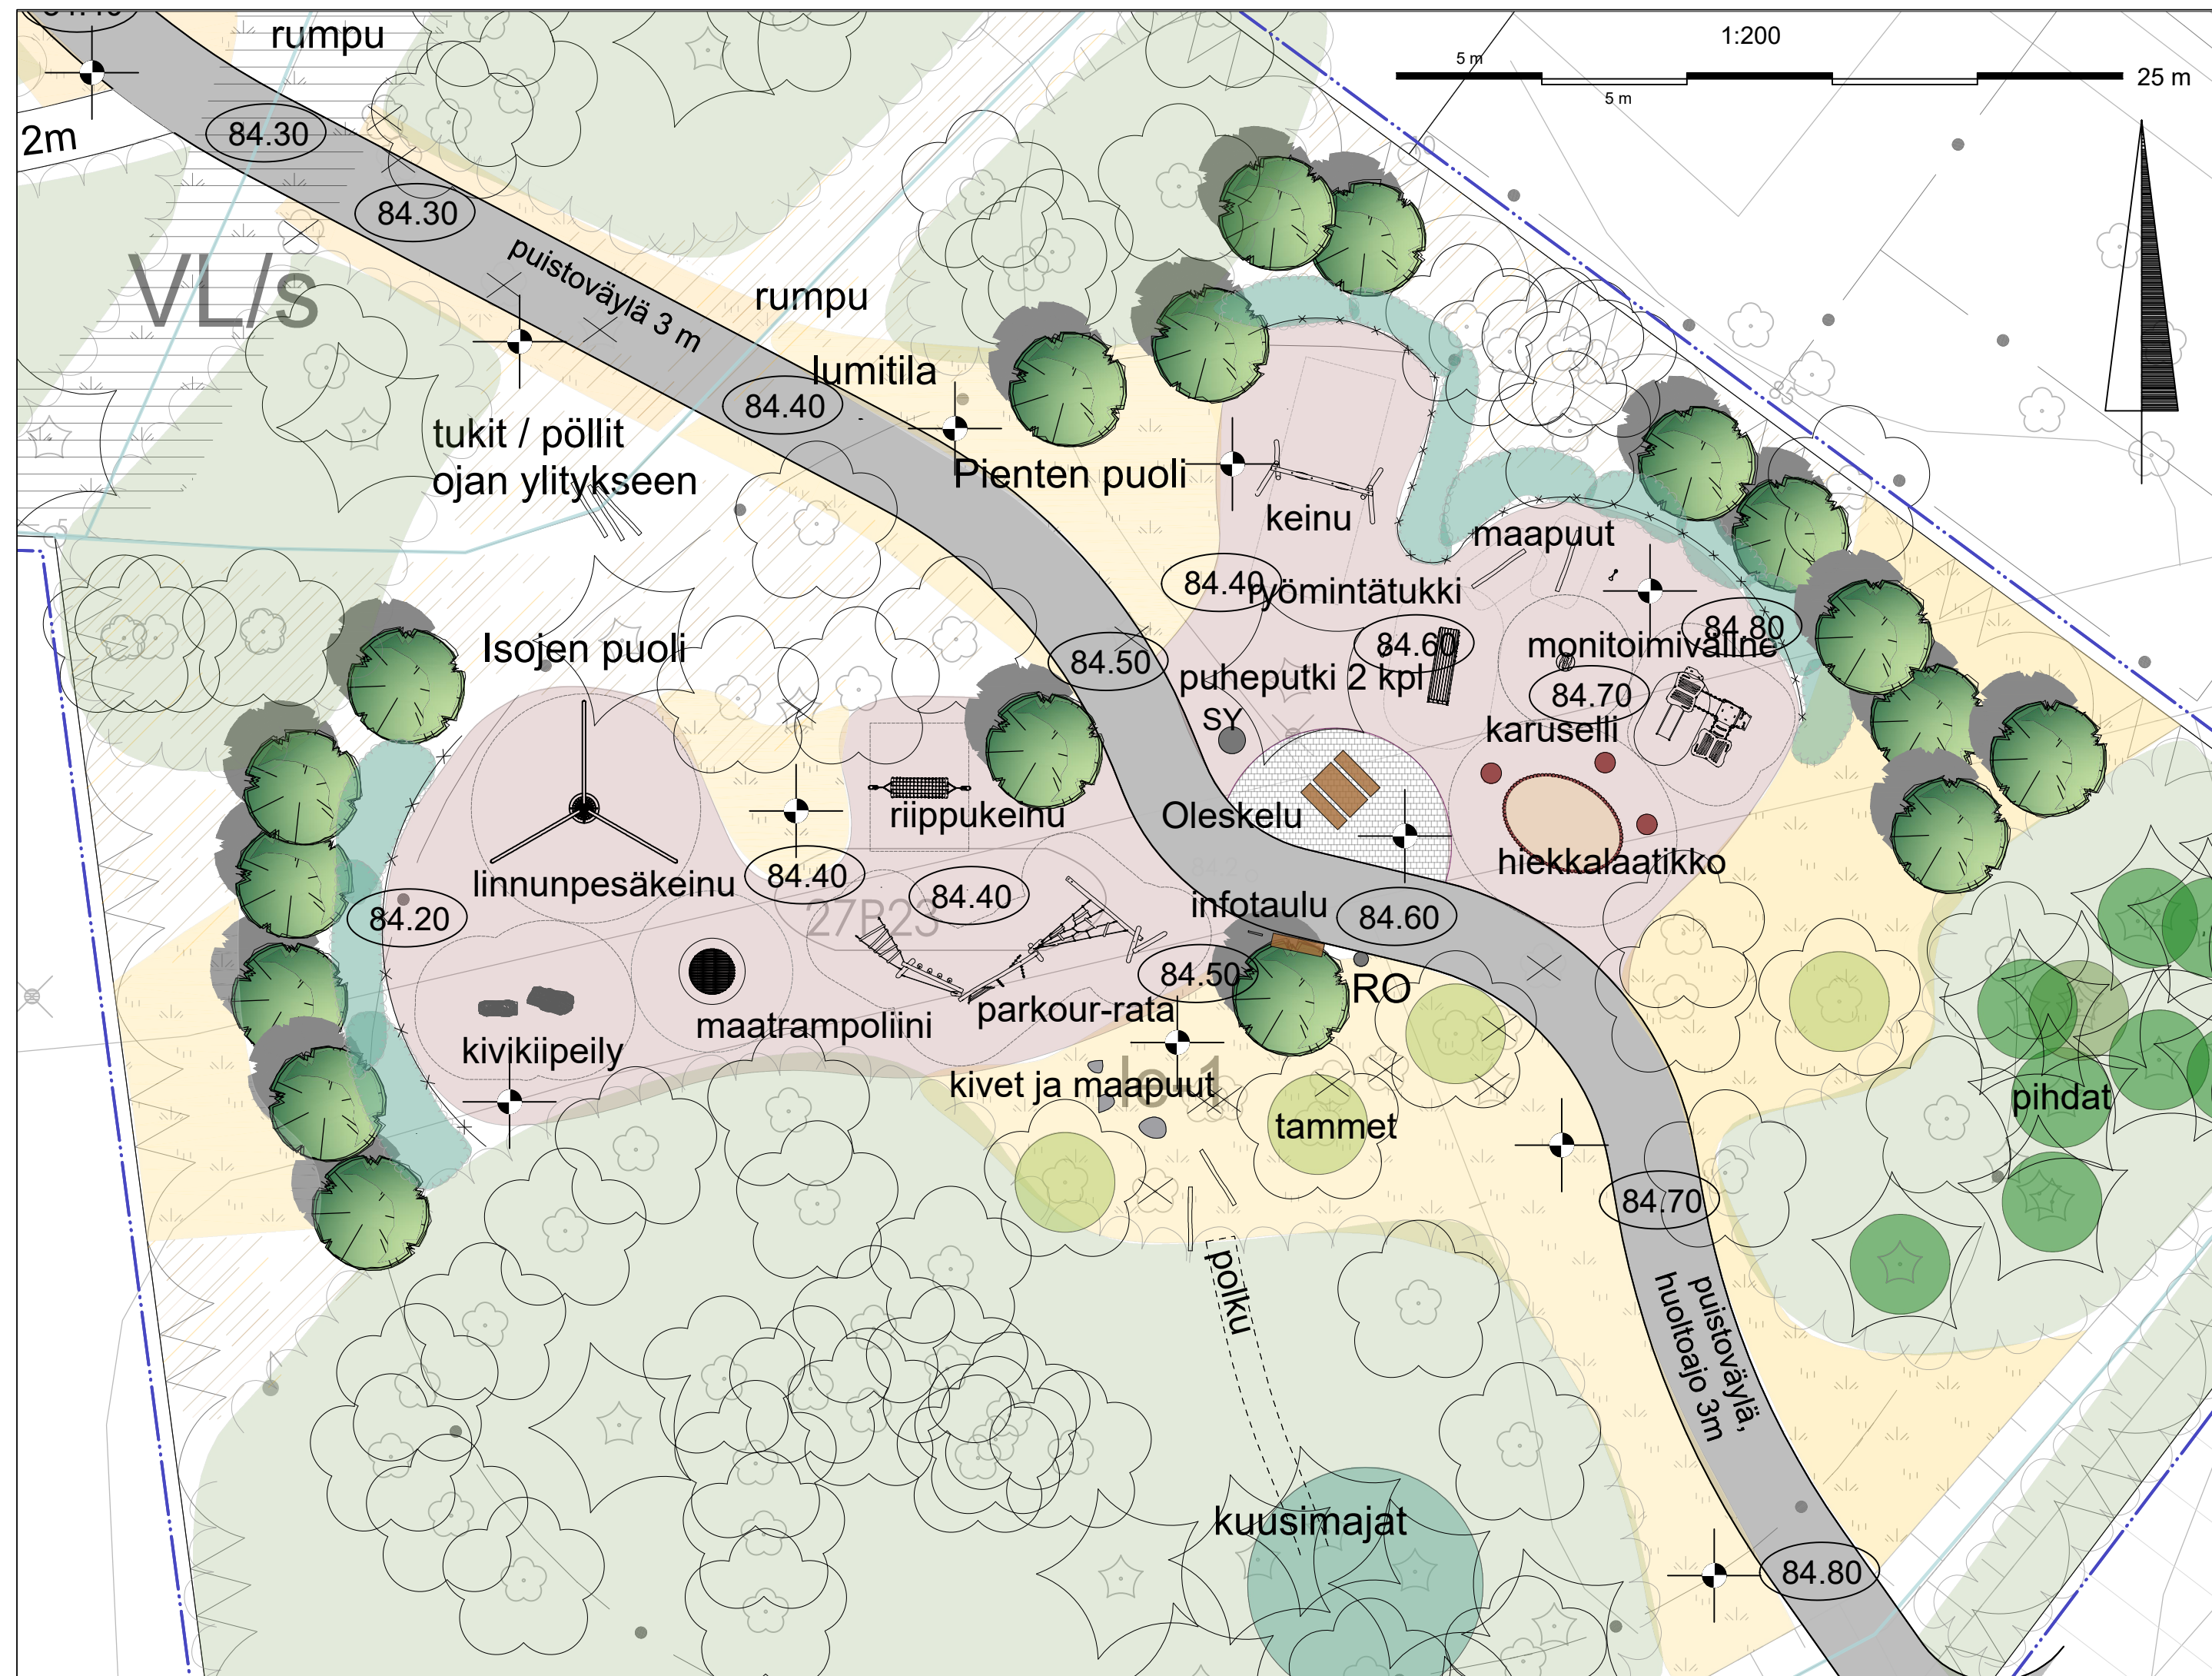 rumpu
1:200
5 m
25 m
5 m
2m
84.30
84.30
VL/s
puistoväylä 3 m
rumpu
lumitila
84.40
tukit / pöllit
ojan ylitykseen
Pienten puoli
keinu
maapuut
84.40
ryömintätukki
84.60
84.80
monitoimiväline
Isojen puoli
84.50
puheputki 2 kpl
84.70
SY
karuselli
riippukeinu
Oleskelu
linnunpesäkeinu
84.40
84.40
hiekkalaatikko
27P23
84.20
infotaulu
84.60
84.50
RO
parkour-rata
maatrampoliini
kivikiipeily
kivet ja maapuut
tammet
pihdat
84.70
polku
puistoväylä,
huoltoajo 3m
kuusimajat
84.80